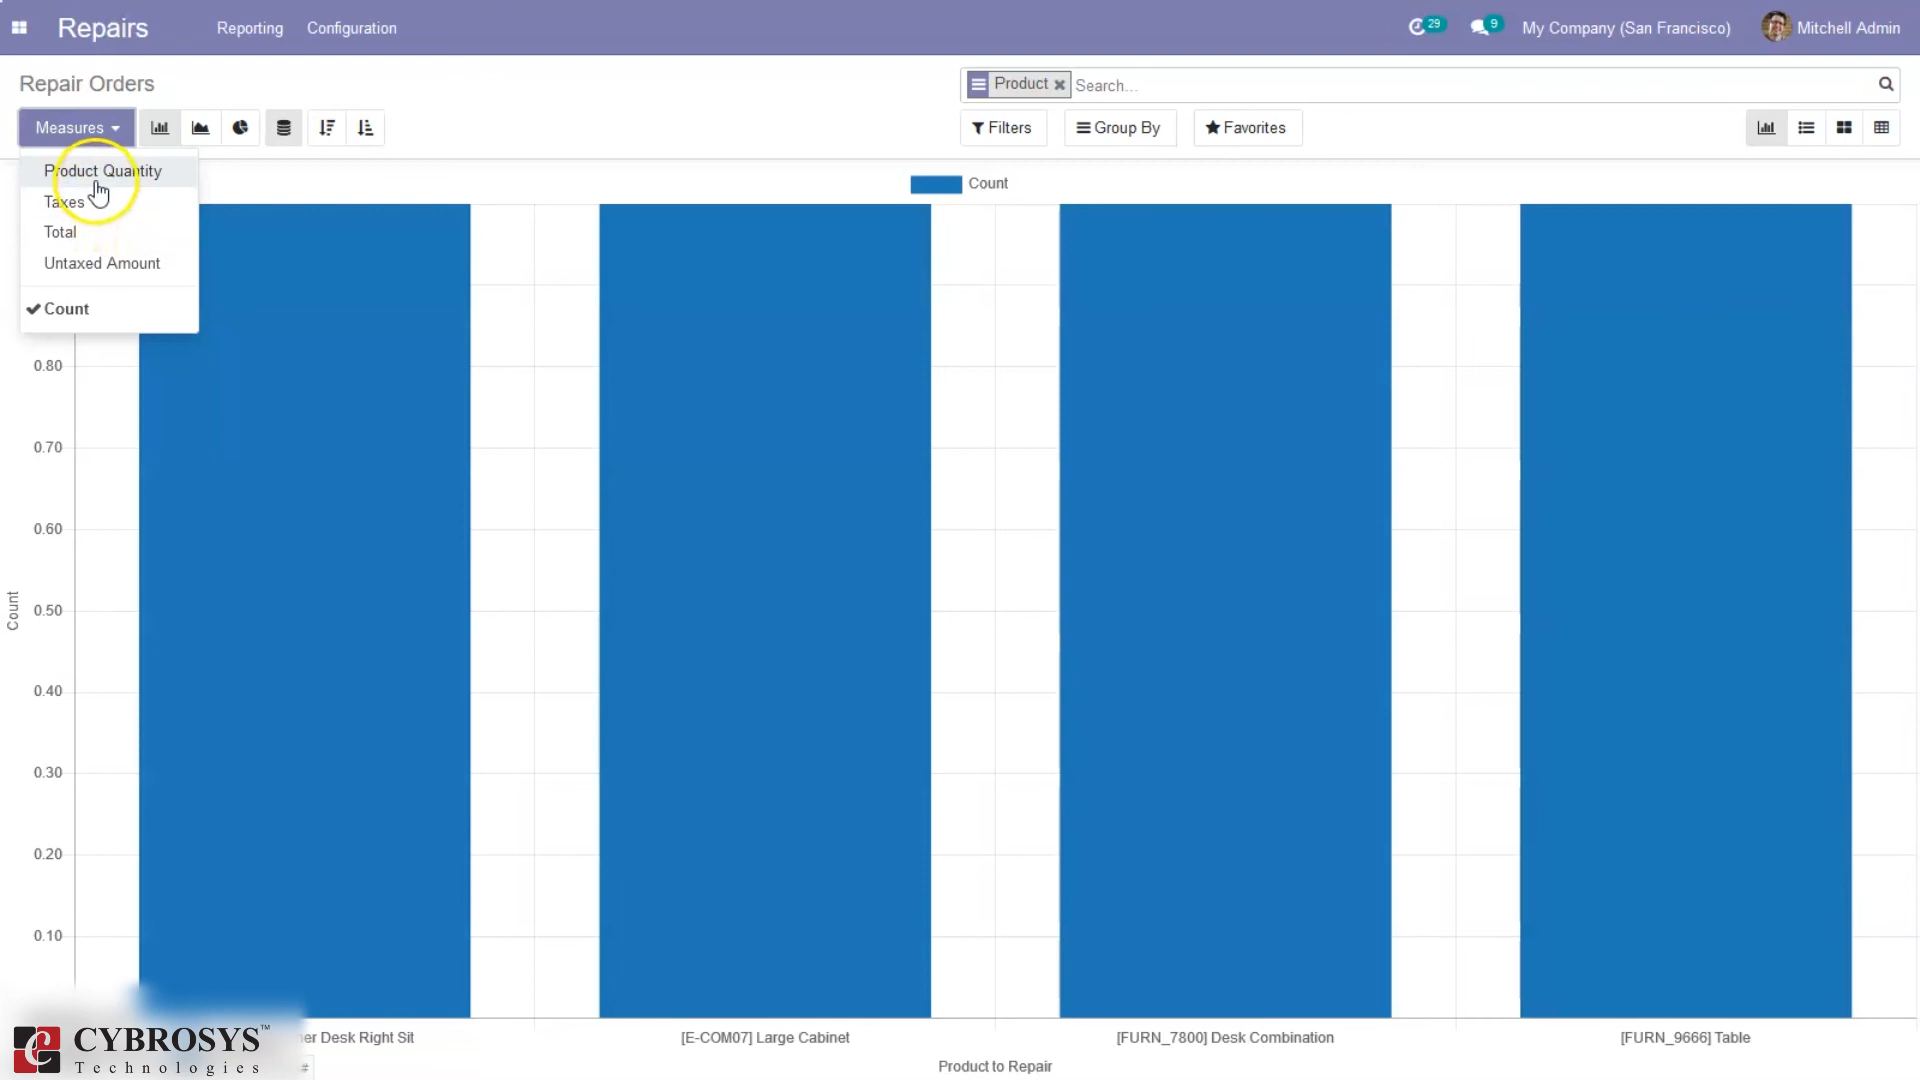 Repairs
Reporting
Configuration
29
9
My Company (San Francisco)
Mitchell Admin
Repair Orders
Product
Search...
Measures
Filters
Group By
Favorites
Product Quantity
Taxes
Total
Untaxed Amount
Count
Count
0.80
0.70
0.60
0.50
0.40
0.30
0.20
0.10
Count
er Desk Right Sit
[E-COM07] Large Cabinet
[FURN_7800] Desk Combination
[FURN_9666] Table
Product to Repair
CYBROSYS™
Technologies